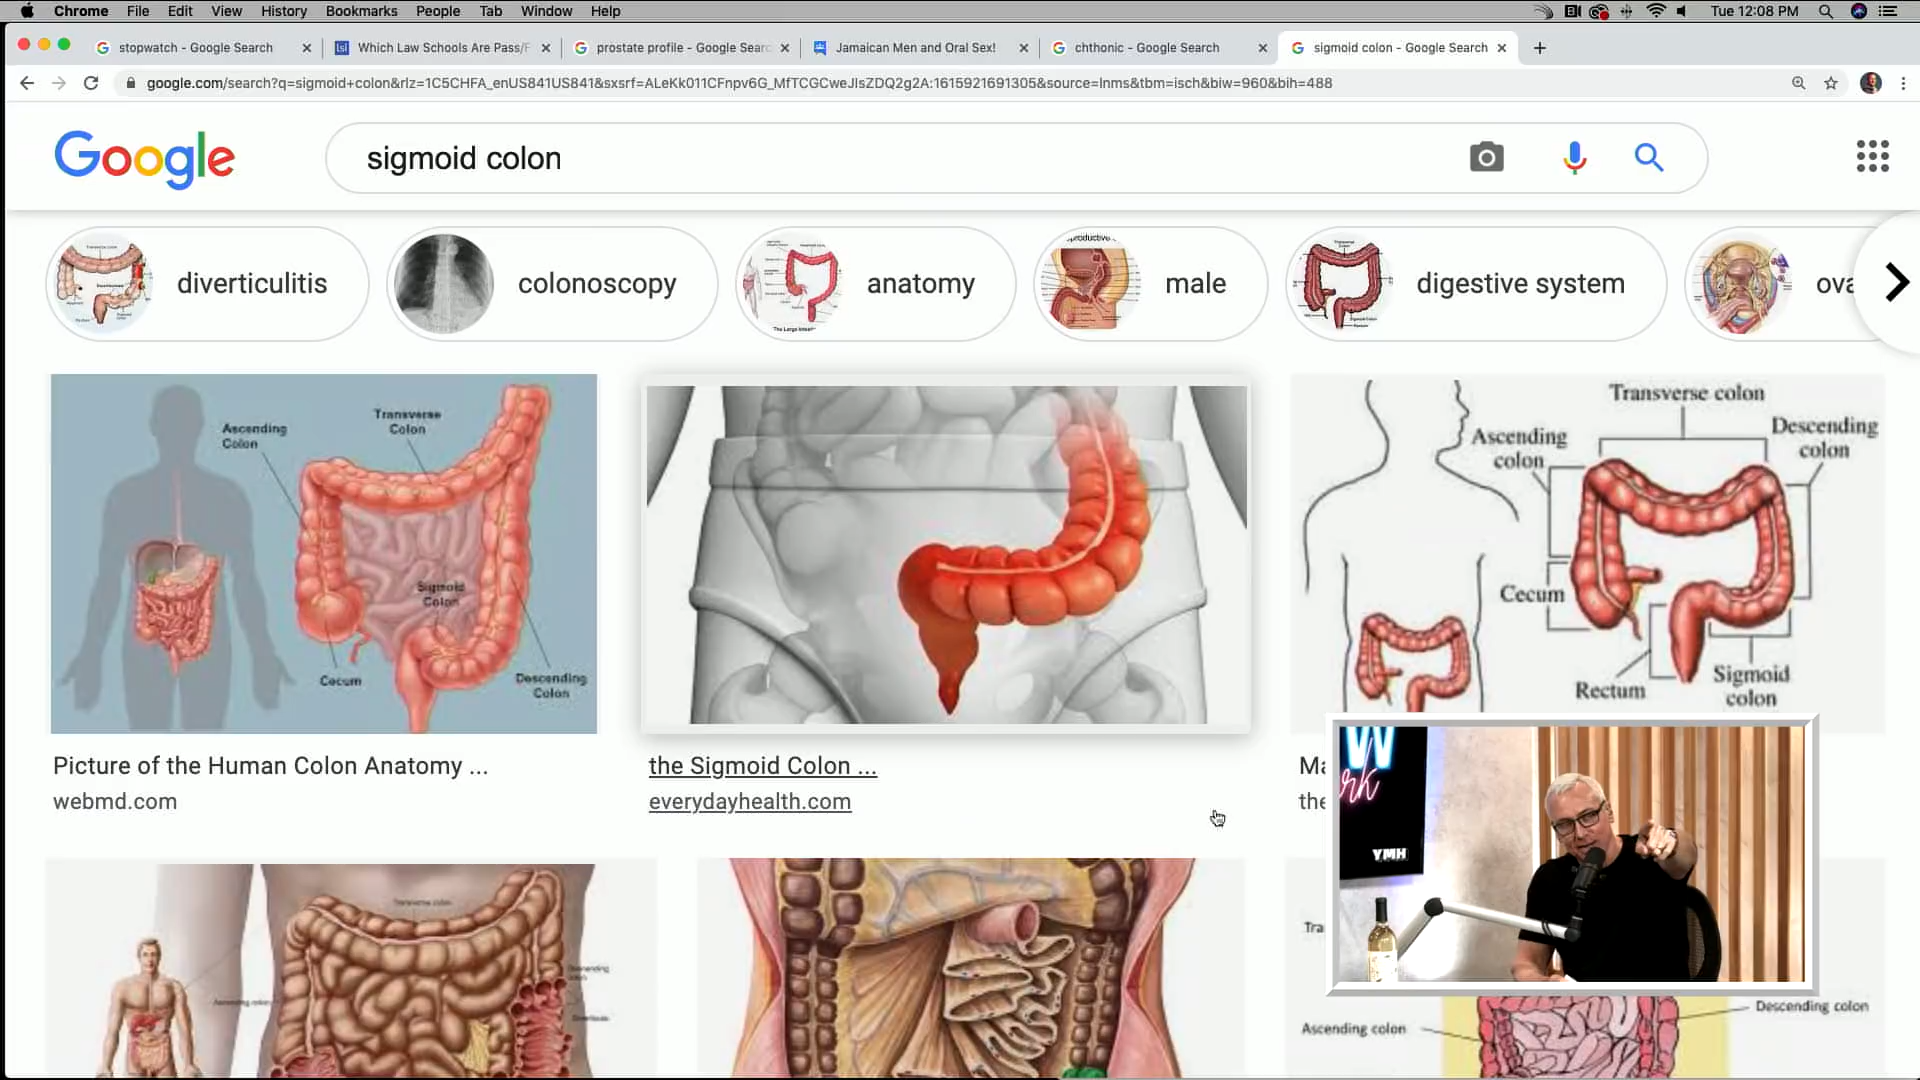 Chrome File Edit View History Bookmarks People Tab Window Help Tue 12:08 PM
stopwatch - Google Search Which Law Schools Are Pass/F prostate profile - Google Searc Jamaican Men and Oral Sex! chthonic - Google Search sigmoid colon - Google Search
google.com/search?q=sigmoid+colon&rlz=1C5CHFA_enUS841US841&sxsrf=ALeKk011CFnpv6G_MfTCGCweJIsZDQ2g2A:1615921691305&source=lnms&tbm=isch&biw=960&bih=488
Google sigmoid colon
diverticulitis colonoscopy anatomy male digestive system ova
Ascending
Colon
Transverse
Colon
Sigmoid
Colon
Cecum
Descending
Colon
Transverse colon
Ascending
colon
Descending
colon
Cecum
Rectum
Sigmoid
colon
Picture of the Human Colon Anatomy ...
webmd.com
the Sigmoid Colon ...
everydayhealth.com
Ma
the
W
rk
YMH
Transverse colon
Tra
Ascending colon
Descending colon